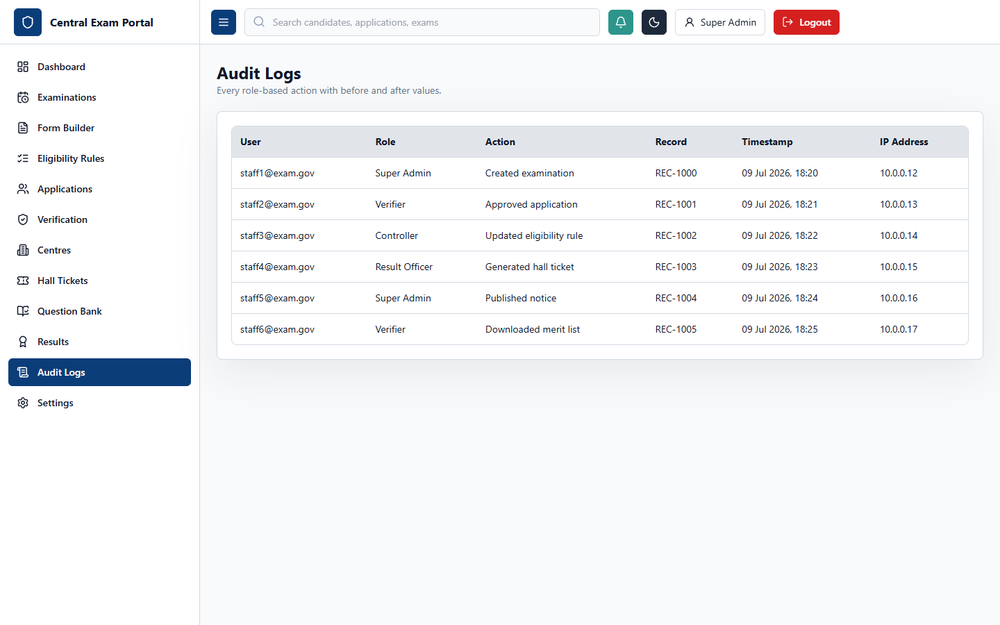 Central Exam Portal
Search candidates, applications, exams
Super Admin
Logout
Dashboard
Examinations
Form Builder
Eligibility Rules
Applications
Verification
Centres
Hall Tickets
Question Bank
Results
Audit Logs
Settings
Audit Logs
Every role-based action with before and after values.
User Role Action Record Timestamp IP Address
staff1@exam.gov Super Admin Created examination REC-1000 09 Jul 2026, 18:20 10.0.0.12
staff2@exam.gov Verifier Approved application REC-1001 09 Jul 2026, 18:21 10.0.0.13
staff3@exam.gov Controller Updated eligibility rule REC-1002 09 Jul 2026, 18:22 10.0.0.14
staff4@exam.gov Result Officer Generated hall ticket REC-1003 09 Jul 2026, 18:23 10.0.0.15
staff5@exam.gov Super Admin Published notice REC-1004 09 Jul 2026, 18:24 10.0.0.16
staff6@exam.gov Verifier Downloaded merit list REC-1005 09 Jul 2026, 18:25 10.0.0.17